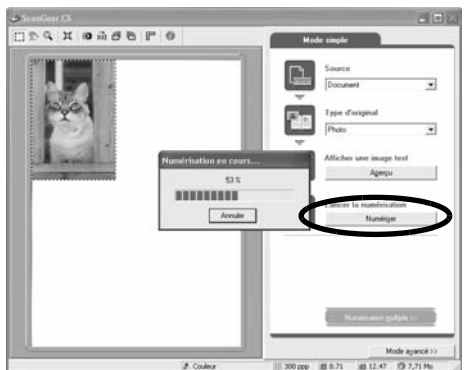 ScanGear CS
Mode simple
Source
Document
Type d'original
Photo
Afficher une image test
Aperçu
Lancer la numérisation
Numériser
Numérisation en cours...
53 %
Annuler
Numérisation multiple >>
Mode avancé >>
Couleur
300 ppp
8.71
12.47
7,71 Mo